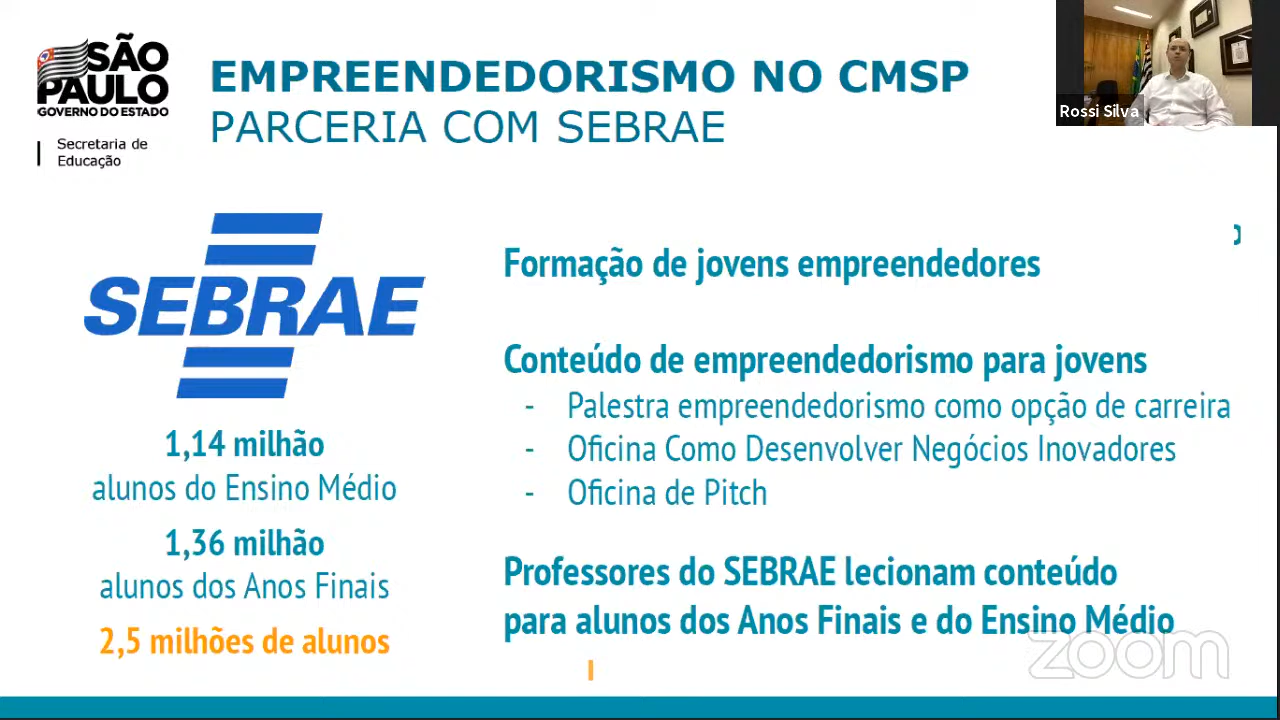 SÃO
PAULO
GOVERNO DO ESTADO
Secretaria de
Educação
EMPREENDEDORISMO NO CMSP
PARCERIA COM SEBRAE
Rossi Silva
SEBRAE
1,14 milhão
alunos do Ensino Médio
1,36 milhão
alunos dos Anos Finais
2,5 milhões de alunos
Formação de jovens empreendedores
Conteúdo de empreendedorismo para jovens
- Palestra empreendedorismo como opção de carreira
- Oficina Como Desenvolver Negócios Inovadores
- Oficina de Pitch
Professores do SEBRAE lecionam conteúdo
para alunos dos Anos Finais e do Ensino Médio
zoom